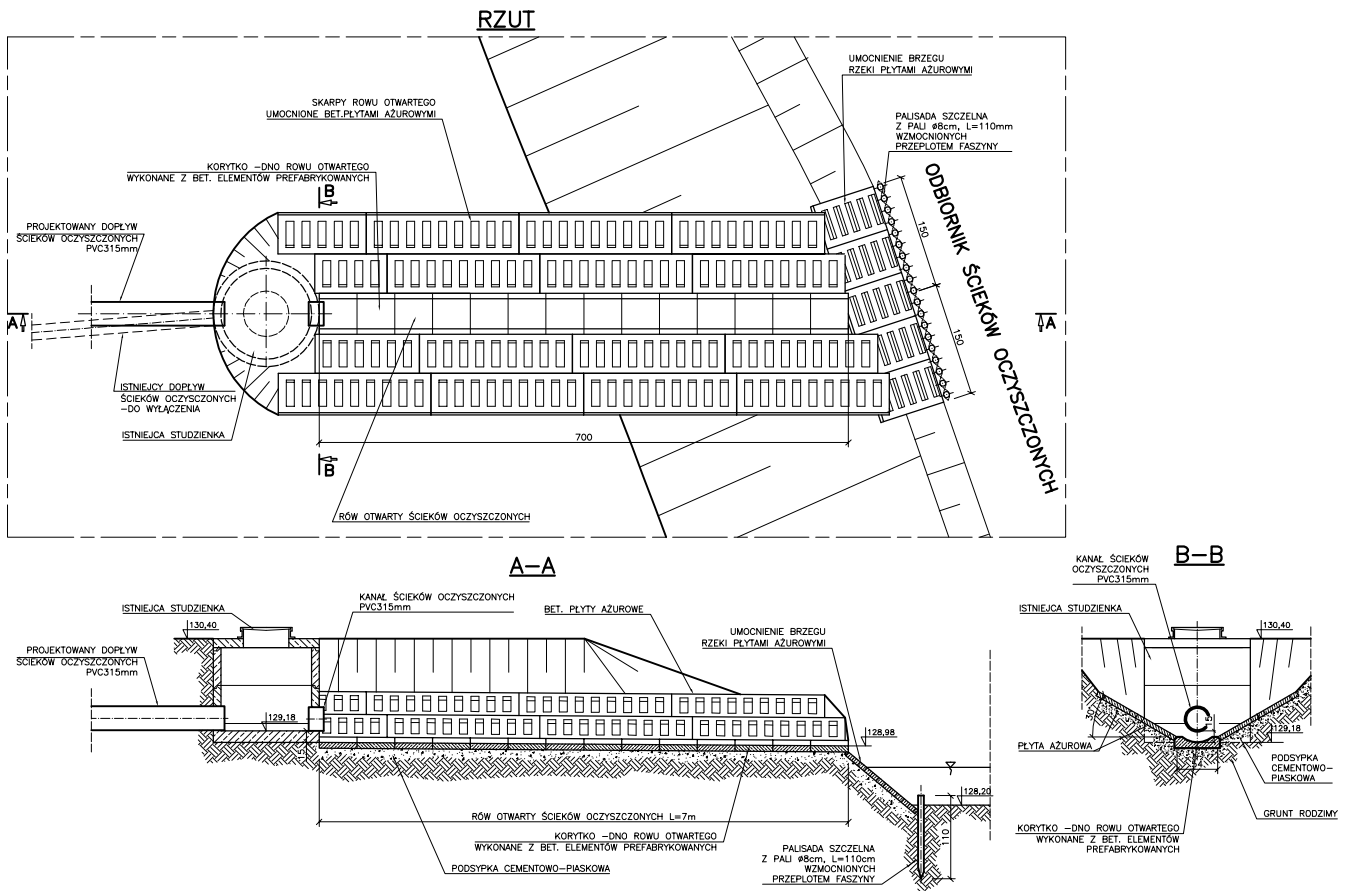 RZUT
UMOCNIENIE BRZEGU
RZEKI PŁYTAMI AŻUROWYMI
SKARPY ROWU OTWARTEGO
UMOCNIONE BET.PŁYTAMI AŻUROWYMI
PALISADA SZCZELNA
Z PALI ø8cm, L=110mm
WZMOCNIONYCH
PRZEPLOTEM FASZYNY
KORYTKO -DNO ROWU OTWARTEGO
WYKONANE Z BET. ELEMENTÓW PREFABRYKOWANYCH
B
PROJEKTOWANY DOPŁYW
ŚCIEKÓW OCZYSZCZONYCH
PVC315mm
ODBIORNIK ŚCIEKÓW OCZYSZCZONYCH
150
150
A
A
ISTNIEJCY DOPŁYW
ŚCIEKÓW OCZYSCZONYCH
-DO WYŁĄCZENIA
ISTNIEJCA STUDZIENKA
700
B
RÓW OTWARTY ŚCIEKÓW OCZYSZCZONYCH
A-A
ISTNIEJCA STUDZIENKA
KANAŁ ŚCIEKÓW OCZYSZCZONYCH
PVC315mm
BET. PŁYTY AŻUROWE
130,40
UMOCNIENIE BRZEGU
RZEKI PŁYTAMI AŻUROWYMI
PROJEKTOWANY DOPŁYW
ŚCIEKÓW OCZYSZCZONYCH
PVC315mm
129,18
15
128,98
128,20
110
RÓW OTWARTY ŚCIEKÓW OCZYSZCZONYCH L=7m
KORYTKO -DNO ROWU OTWARTEGO
WYKONANE Z BET. ELEMENTÓW PREFABRYKOWANYCH
PODSYPKA CEMENTOWO-PIASKOWA
PALISADA SZCZELNA
Z PALI ø8cm, L=110cm
WZMOCNIONYCH
PRZEPLOTEM FASZYNY
B-B
KANAŁ ŚCIEKÓW
OCZYSZCZONYCH
PVC315mm
ISTNIEJCA STUDZIENKA
130,40
15
129,18
PŁYTA AŻUROWA
PODSYPKA
CEMENTOWO-
PIASKOWA
GRUNT RODZIMY
KORYTKO -DNO ROWU OTWARTEGO
WYKONANE Z BET. ELEMENTÓW
PREFABRYKOWANYCH